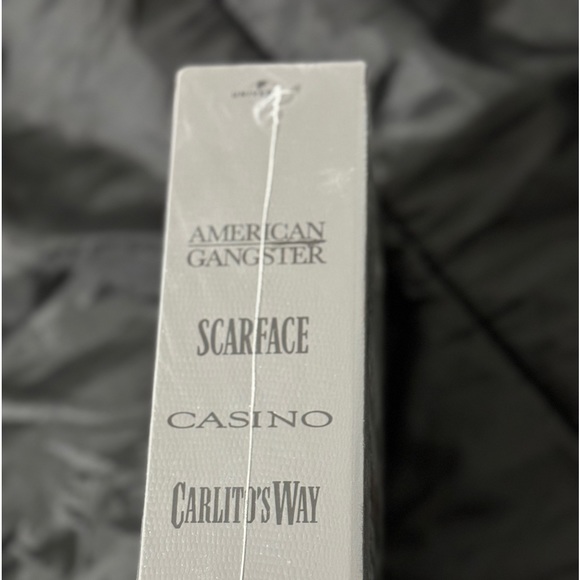 AMERICAN
GANGSTER
SCARFACE
CASINO
CARLITO'S WAY